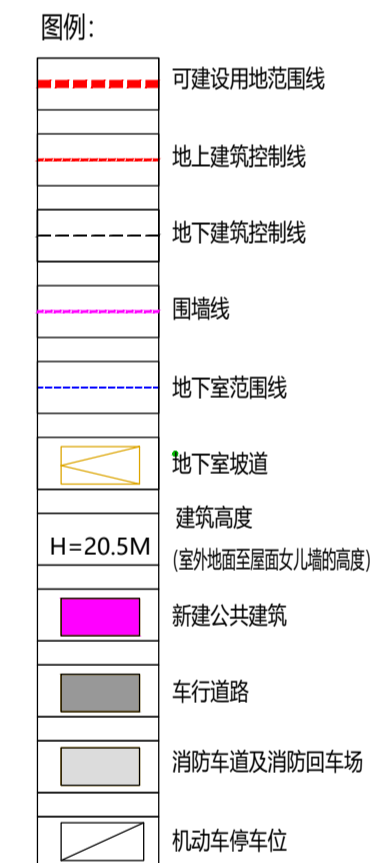 图例：
可建设用地范围线
地上建筑控制线
地下建筑控制线
围墙线
地下室范围线
地下室坡道
建筑高度
H=20.5M
(室外地面至屋面女儿墙的高度)
新建公共建筑
车行道路
消防车道及消防回车场
机动车停车位